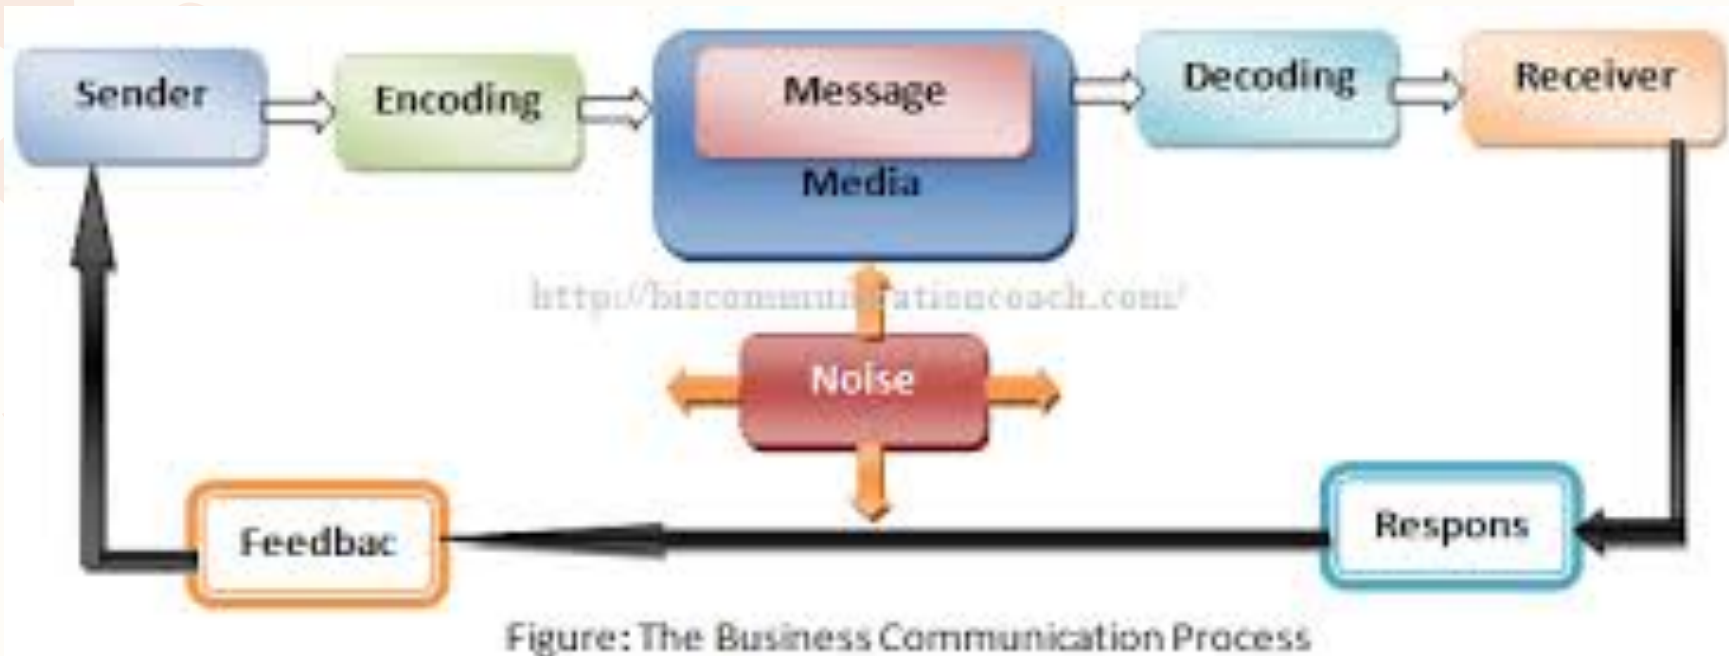 Sender
Encoding
Message
Media
Decoding
Receiver
Noise
Feedbac
Respons
Figure: The Business Communication Process